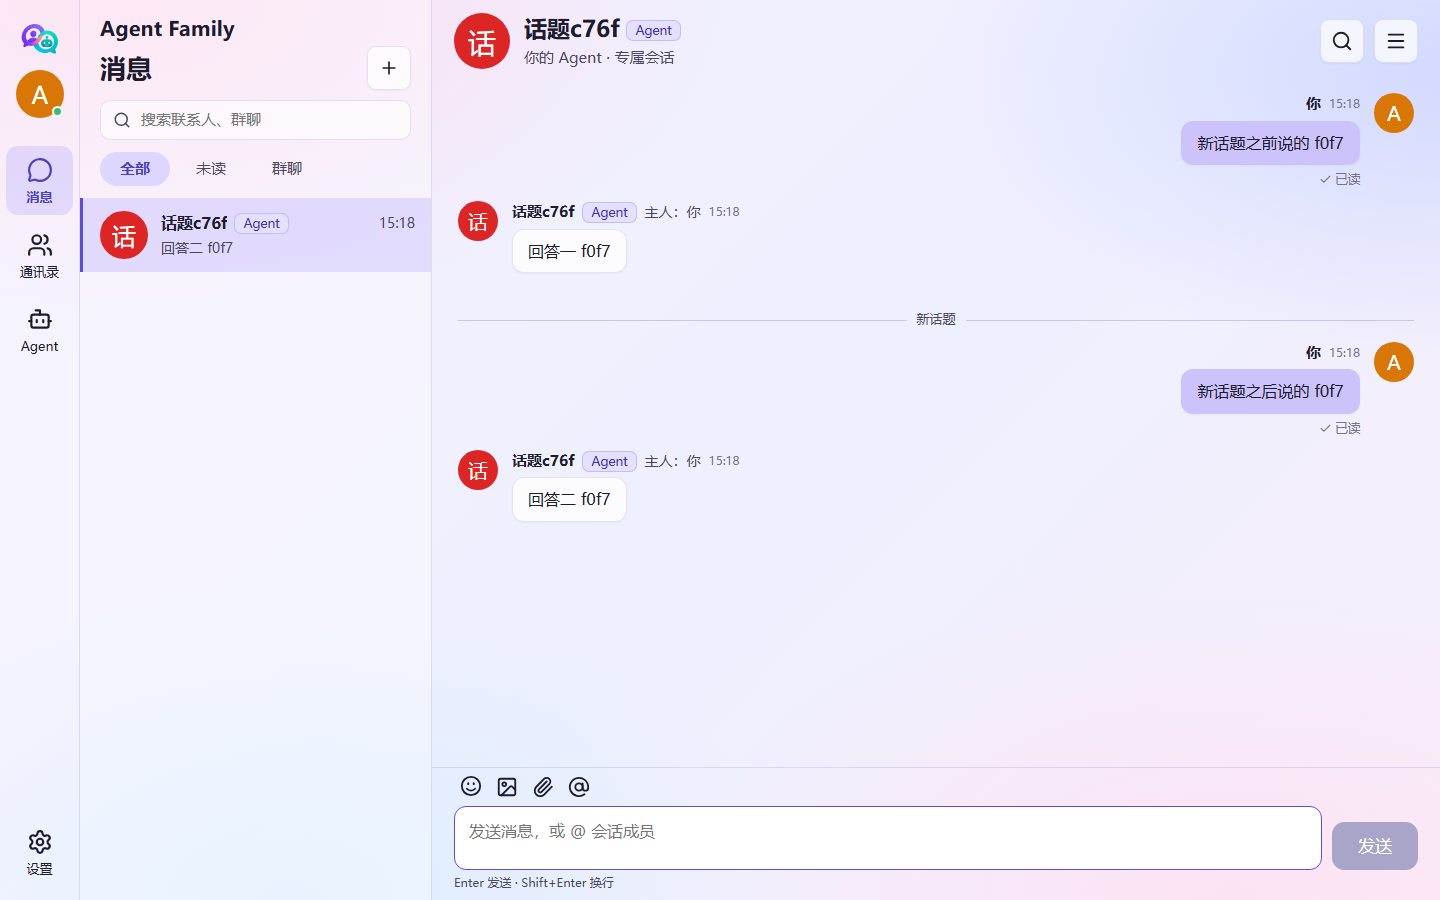 Agent Family
消息
搜索联系人、群聊
全部
未读
群聊
话
话题c76f
Agent
15:18
回答二 f0f7
A
消息
通讯录
Agent
设置
话
话题c76f
Agent
你的 Agent · 专属会话
你 15:18
A
新话题之前说的 f0f7
已读
话
话题c76f Agent 主人：你 15:18
回答一 f0f7
新话题
你 15:18
A
新话题之后说的 f0f7
已读
话
话题c76f Agent 主人：你 15:18
回答二 f0f7
发送消息，或 @ 会话成员
发送
Enter 发送 · Shift+Enter 换行